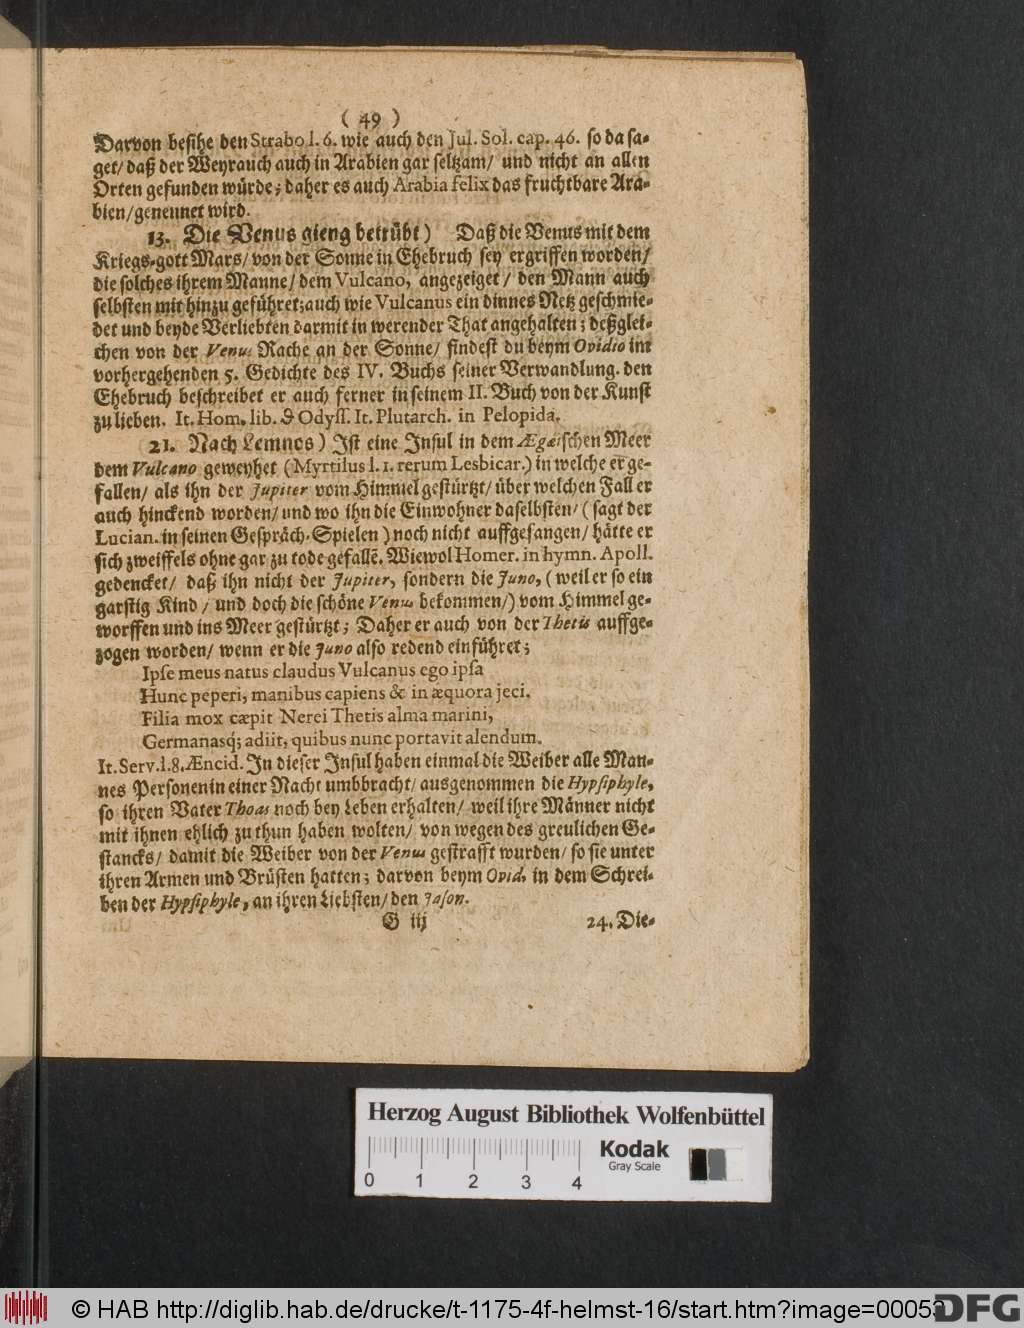 ( 49 )
Darvon besihe den Strabo l. 6. wie auch den Jul. Sol. cap. 46. so da sa-
get/ daß der Weyrauch auch in Arabien gar seltzam/ und nicht an allen
Orten gefunden würde; daher es auch Arabia felix das fruchtbare Ara-
bien/genennet wird.
13. Die Venus gieng betrübt) Daß die Venus mit dem
Kriegs-gott Mars/ von der Sonne in Ehebruch sey ergriffen worden/
die solches ihrem Manne/ dem Vulcano, angezeiget/ den Mann auch
selbsten mit hinzu geführet; auch wie Vulcanus ein dinnes Netz geschmie-
det und beyde Verliebten darmit in werender That angehalten; deßglei-
chen von der Venus Rache an der Sonne/ findest du beym Ovidio im
vorhergehenden 5. Gedichte des IV. Buchs seiner Verwandlung. den
Ehebruch beschreibet er auch ferner in seinem II. Buch von der Kunst
zu lieben. It. Hom. lib. ϑ Odyss. It. Plutarch. in Pelopida.
21. Nach Lemnos) Ist eine Insul in dem Ægæischen Meer
dem Vulcano geweyhet (Myrtilus l. 1. rerum Lesbicar.) in welche er ge-
fallen/ als ihn der Jupiter vom Himmel gestürtzt/ über welchen Fall er
auch hinckend worden/ und wo ihn die Einwohner daselbsten/ (sagt der
Lucian. in seinen Gespräch-Spielen) noch nicht auffgefangen/ hätte er
sich zweiffels ohne gar zu tode gefallẽ. Wiewol Homer. in hymn. Apoll.
gedencket/ daß ihn nicht der Jupiter, sondern die Juno, (weil er so ein
garstig Kind/ und doch die schöne Venus bekommen/) vom Himmel ge-
worffen und ins Meer gestürtzt; Daher er auch von der Thetis auffge-
zogen worden/ wenn er die Juno also redend einführet;
Ipse meus natus claudus Vulcanus ego ipsa
Hunc peperi, manibus capiens & in æquora jeci.
Filia mox cæpit Nerei Thetis alma marini,
Germanasq; adiit, quibus nunc portavit alendum.
It. Serv. l. 8. Æncid. In dieser Insul haben einmal die Weiber alle Man-
nes Personen in einer Nacht umbbracht/ ausgenommen die Hypsiphyle,
so ihren Vater Thoas noch bey Leben erhalten/ weil ihre Männer nicht
mit ihnen ehlich zu thun haben wolten/ von wegen des greulichen Ge-
stancks/ damit die Weiber von der Venus gestrafft wurden/ so sie unter
ihren Armen und Brüsten hatten; darvon beym Ovid. in dem Schrei-
ben der Hypsiphyle, an ihren Liebsten/ den Jason.
G iij 24. Die-
Herzog August Bibliothek Wolfenbüttel
Kodak
Gray Scale
0 1 2 3 4
© HAB http://diglib.hab.de/drucke/t-1175-4f-helmst-16/start.htm?image=00053
DFG